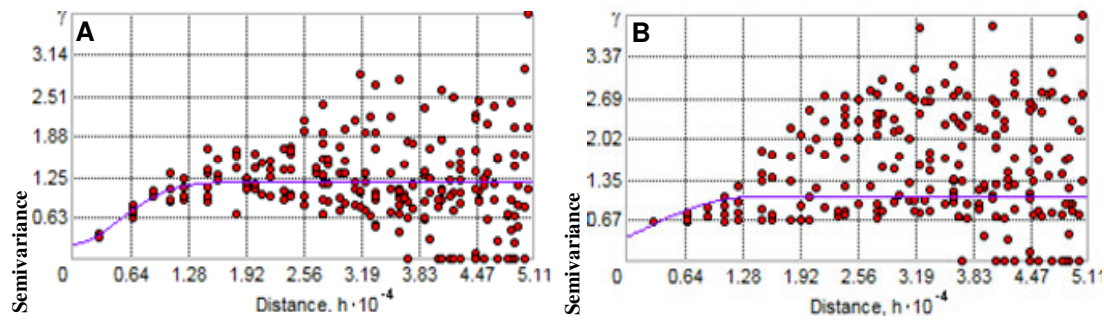 γ
A
3.14
2.51
1.88
1.25
0.63
0
0.64 1.28 1.92 2.56 3.19 3.83 4.47 5.11
Distance, h·10⁻⁴
Semivariance
γ
B
3.37
2.69
2.02
1.35
0.67
0
0.64 1.28 1.92 2.56 3.19 3.83 4.47 5.11
Distance, h·10⁻⁴
Semivariance